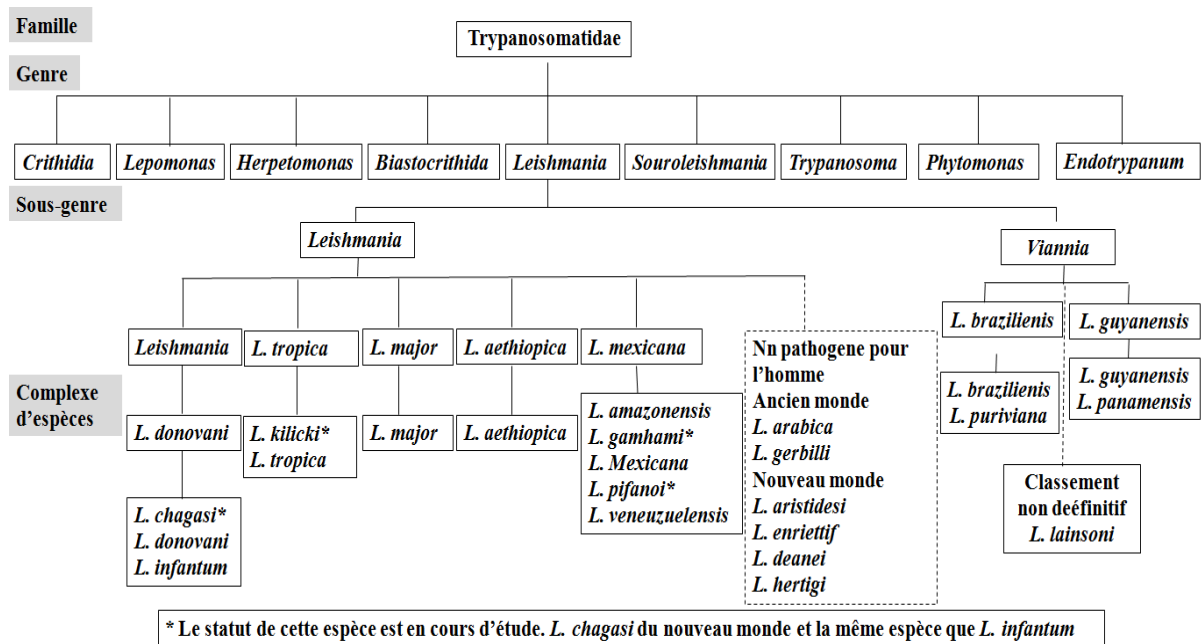 Famille
Trypanosomatidae
Genre
Crithidia
Lepomonas
Herpetomonas
Biastocrithida
Leishmania
Souroleishmania
Trypanosoma
Phytomonas
Endotrypanum
Sous-genre
Leishmania
Viannia
Complexe
d'espèces
Leishmania
L. tropica
L. major
L. aethiopica
L. mexicana
L. donovani
L. kilicki*
L. tropica
L. major
L. aethiopica
L. amazonensis
L. gamhami*
L. Mexicana
L. pifanoi*
L. veneuzuelensis
L. chagasi*
L. donovani
L. infantum
Nn pathogene pour
l'homme
Ancien monde
L. arabica
L. gerbilli
Nouveau monde
L. aristidesi
L. enriettif
L. deanei
L. hertigi
L. brazilienis
L. guyanensis
L. brazilienis
L. puriviana
L. guyanensis
L. panamensis
Classement
non deéfinitif
L. lainsoni
* Le statut de cette espèce est en cours d'étude. L. chagasi du nouveau monde et la même espèce que L. infantum